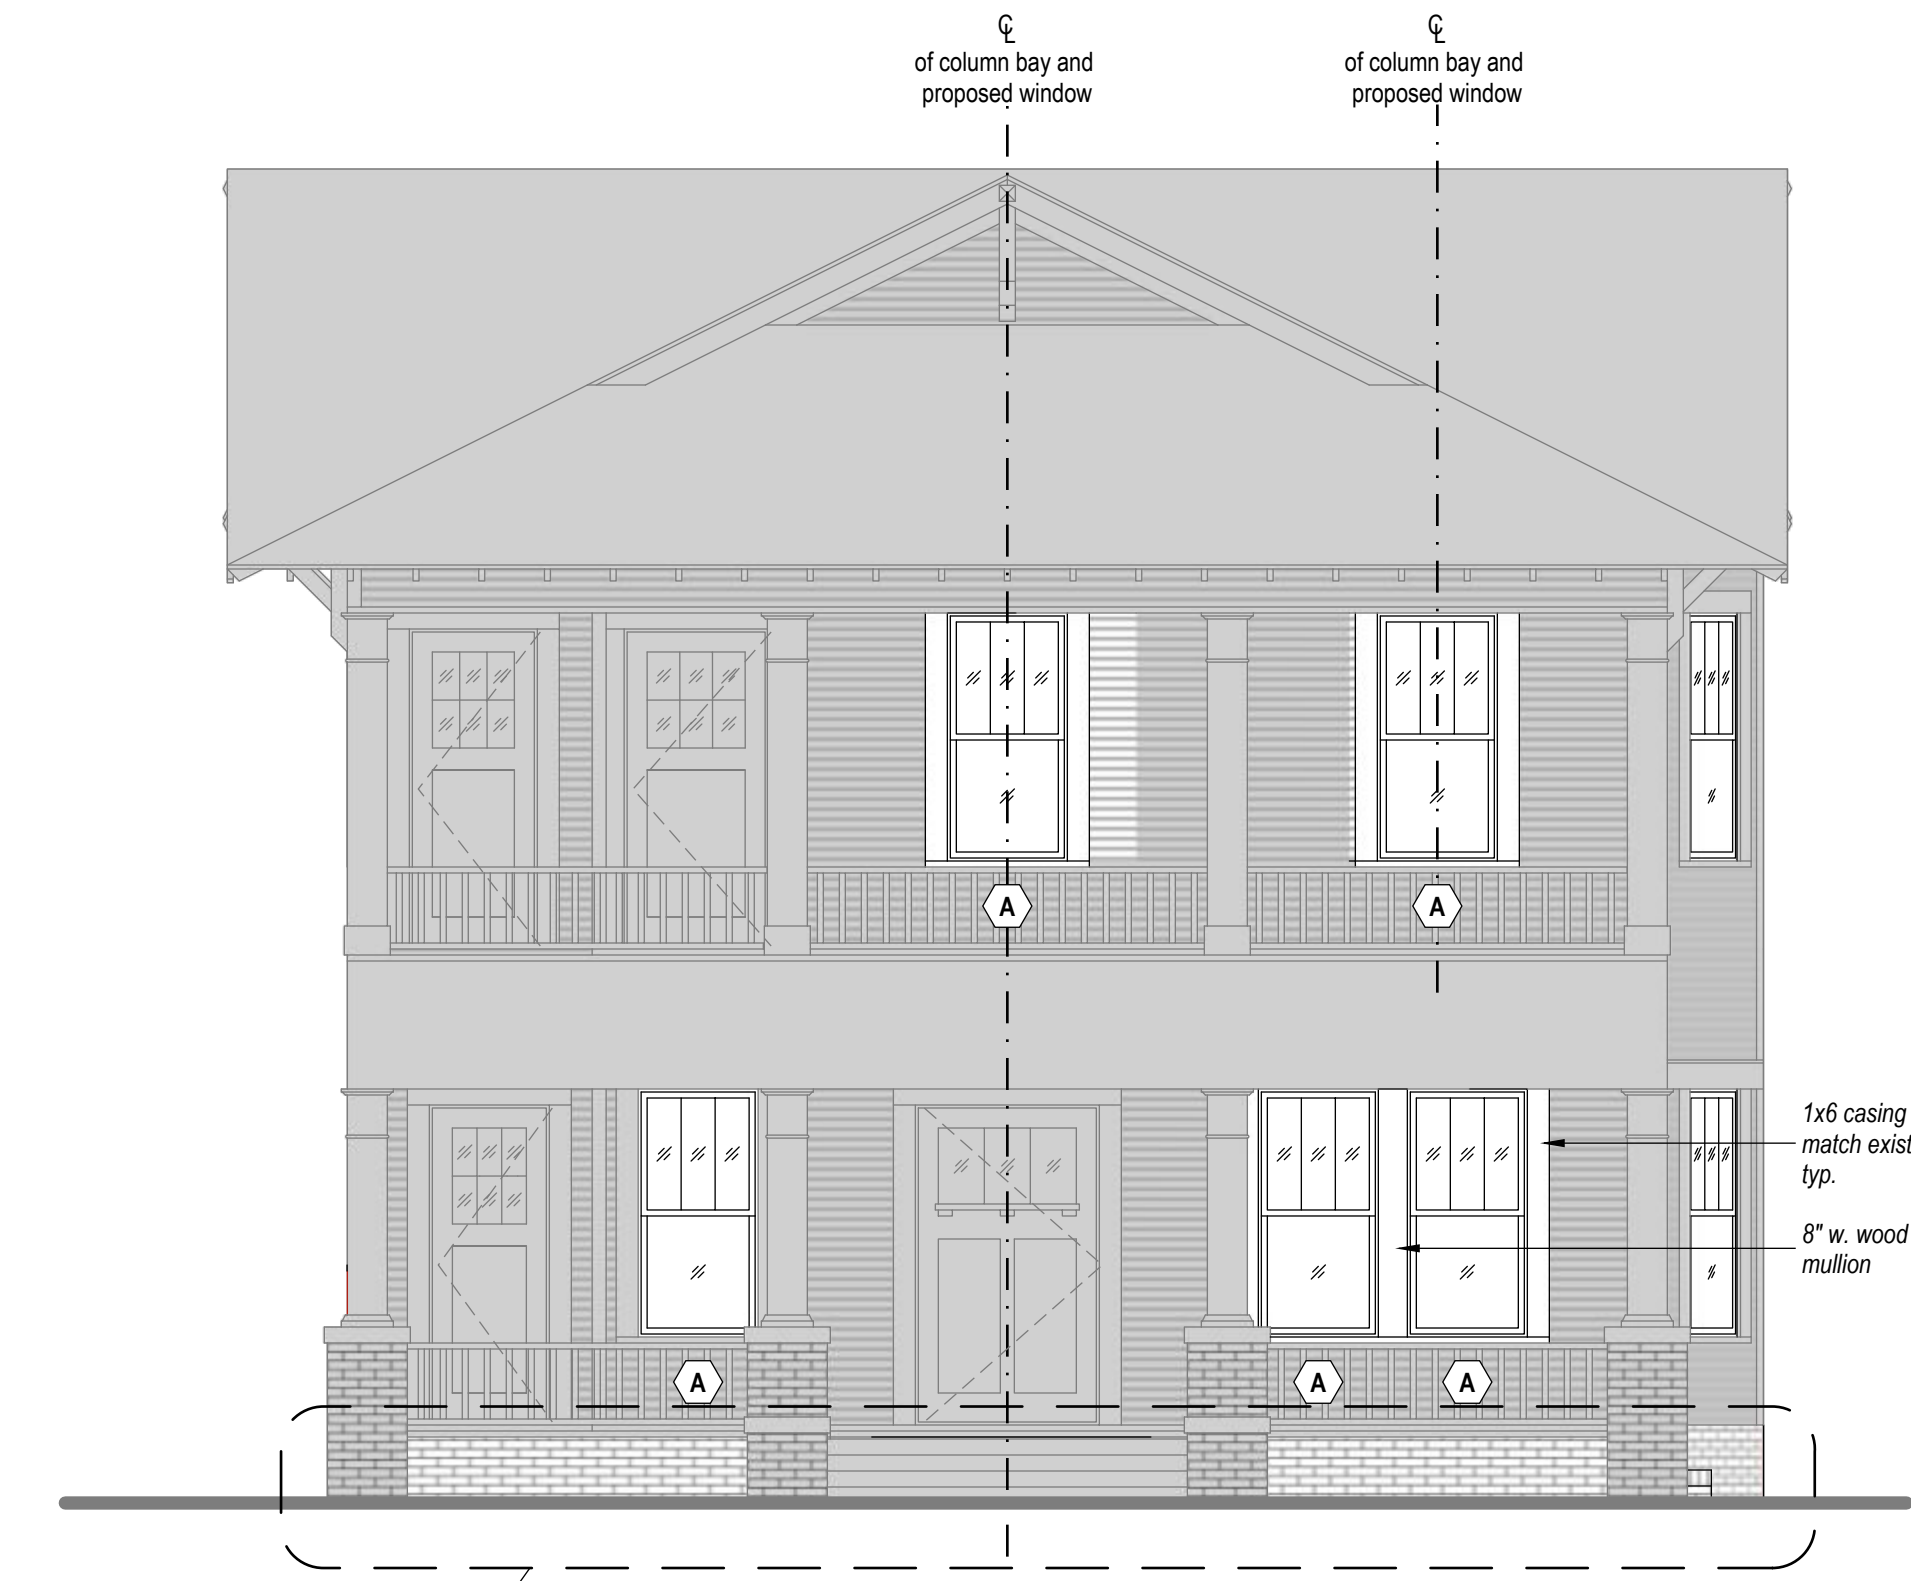 ℄
of column bay and
proposed window
℄
of column bay and
proposed window
A
A
1x6 casing
match exist
typ.
8" w. wood
mullion
A
A
A